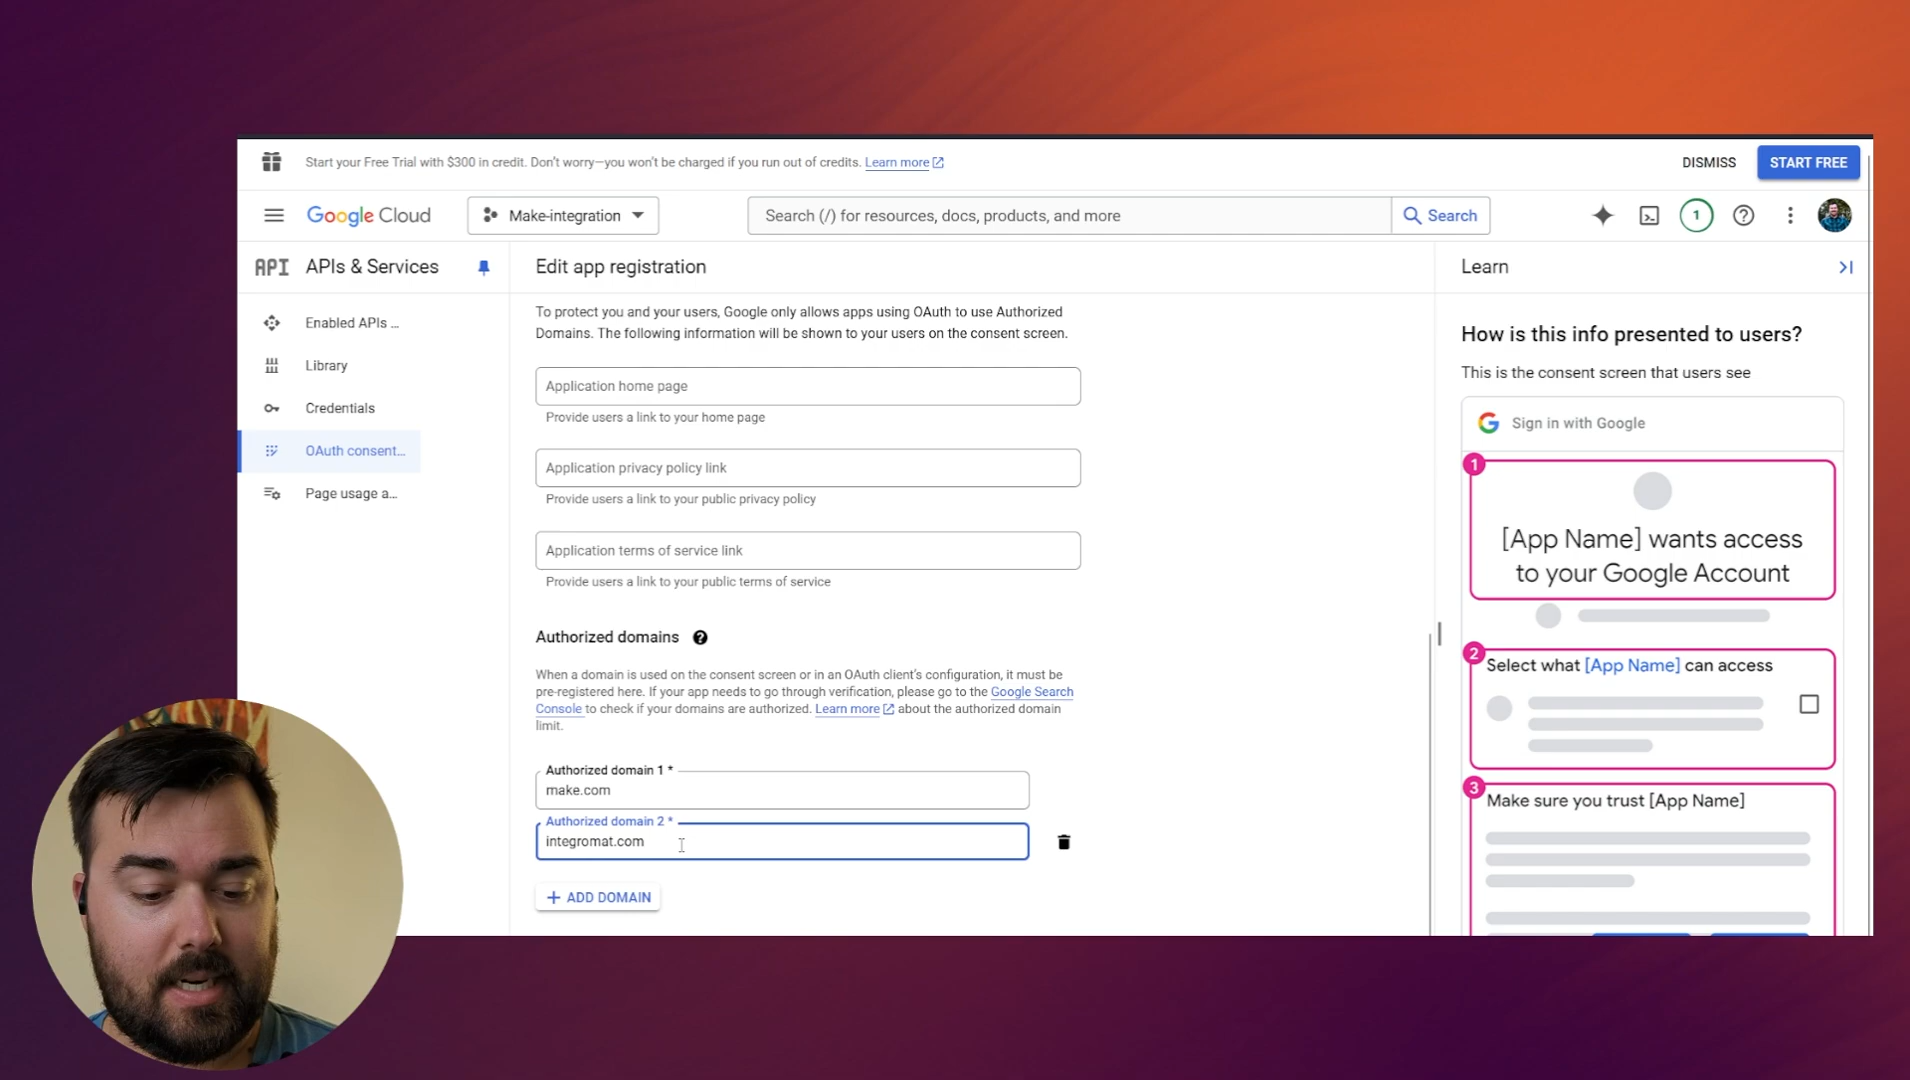 Start your Free Trial with $300 in credit. Don't worry—you won't be charged if you run out of credits. Learn more
DISMISS
START FREE
Google Cloud
Make-integration
Search (/) for resources, docs, products, and more
Search
1
API
APIs & Services
Edit app registration
Learn
Enabled APIs ...
Library
Credentials
OAuth consent...
Page usage a...
To protect you and your users, Google only allows apps using OAuth to use Authorized
Domains. The following information will be shown to your users on the consent screen.
Application home page
Provide users a link to your home page
Application privacy policy link
Provide users a link to your public privacy policy
Application terms of service link
Provide users a link to your public terms of service
Authorized domains
When a domain is used on the consent screen or in an OAuth client's configuration, it must be
pre-registered here. If your app needs to go through verification, please go to the Google Search
Console to check if your domains are authorized. Learn more about the authorized domain
limit.
Authorized domain 1 *
make.com
Authorized domain 2 *
integromat.com
+ ADD DOMAIN
How is this info presented to users?
This is the consent screen that users see
G Sign in with Google
1
[App Name] wants access
to your Google Account
2
Select what [App Name] can access
3
Make sure you trust [App Name]